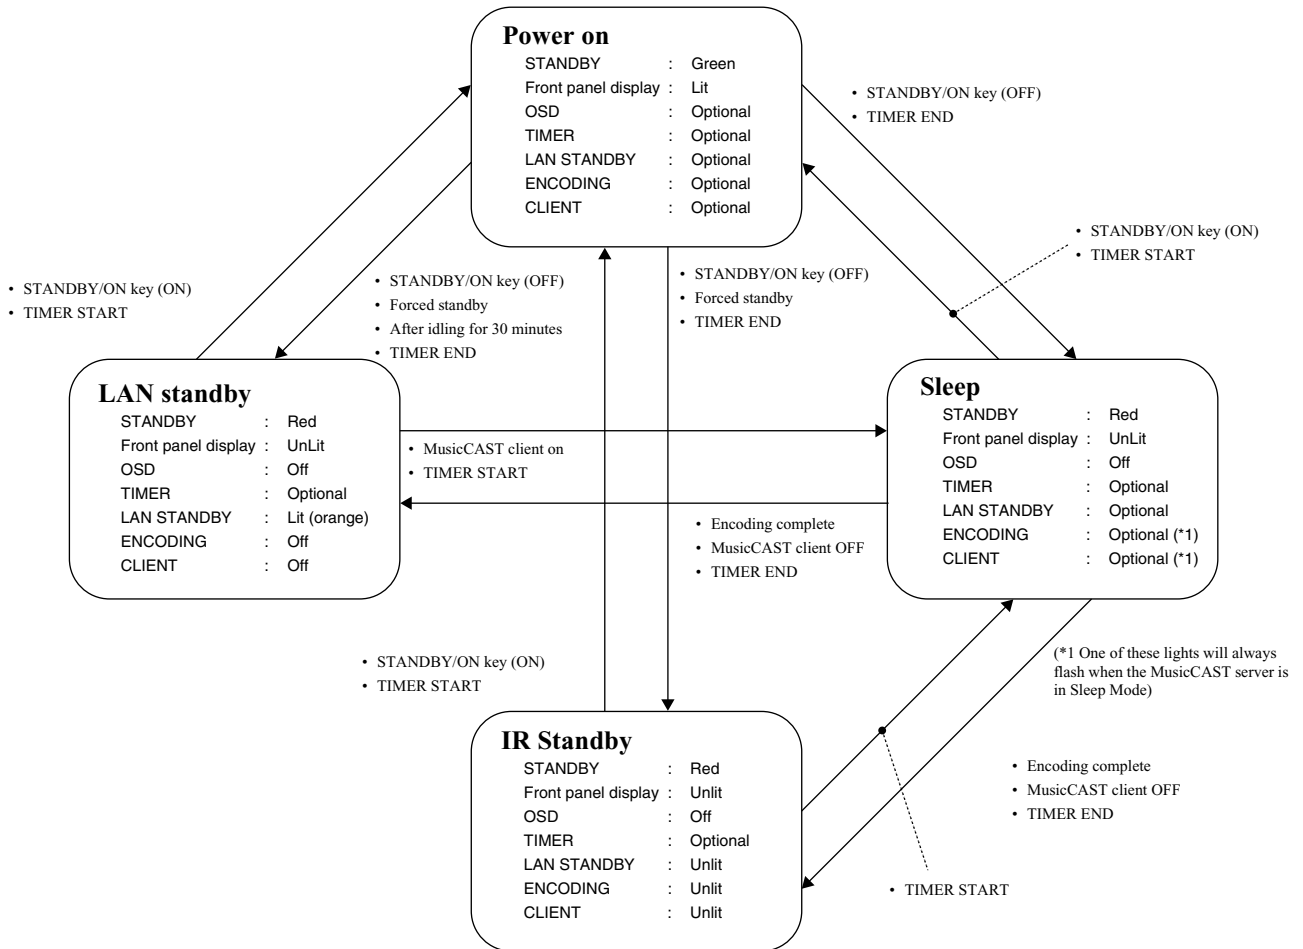 Power on
STANDBY : Green
Front panel display : Lit
OSD : Optional
TIMER : Optional
LAN STANDBY : Optional
ENCODING : Optional
CLIENT : Optional
• STANDBY/ON key (OFF)
• TIMER END
• STANDBY/ON key (ON)
• TIMER START
• STANDBY/ON key (ON)
• TIMER START
• STANDBY/ON key (OFF)
• Forced standby
• After idling for 30 minutes
• TIMER END
• STANDBY/ON key (OFF)
• Forced standby
• TIMER END
LAN standby
STANDBY : Red
Front panel display : UnLit
OSD : Off
TIMER : Optional
LAN STANDBY : Lit (orange)
ENCODING : Off
CLIENT : Off
• MusicCAST client on
• TIMER START
• Encoding complete
• MusicCAST client OFF
• TIMER END
Sleep
STANDBY : Red
Front panel display : UnLit
OSD : Off
TIMER : Optional
LAN STANDBY : Optional
ENCODING : Optional (*1)
CLIENT : Optional (*1)
(*1 One of these lights will always
flash when the MusicCAST server is
in Sleep Mode)
• STANDBY/ON key (ON)
• TIMER START
IR Standby
STANDBY : Red
Front panel display : Unlit
OSD : Off
TIMER : Optional
LAN STANDBY : Unlit
ENCODING : Unlit
CLIENT : Unlit
• Encoding complete
• MusicCAST client OFF
• TIMER END
• TIMER START